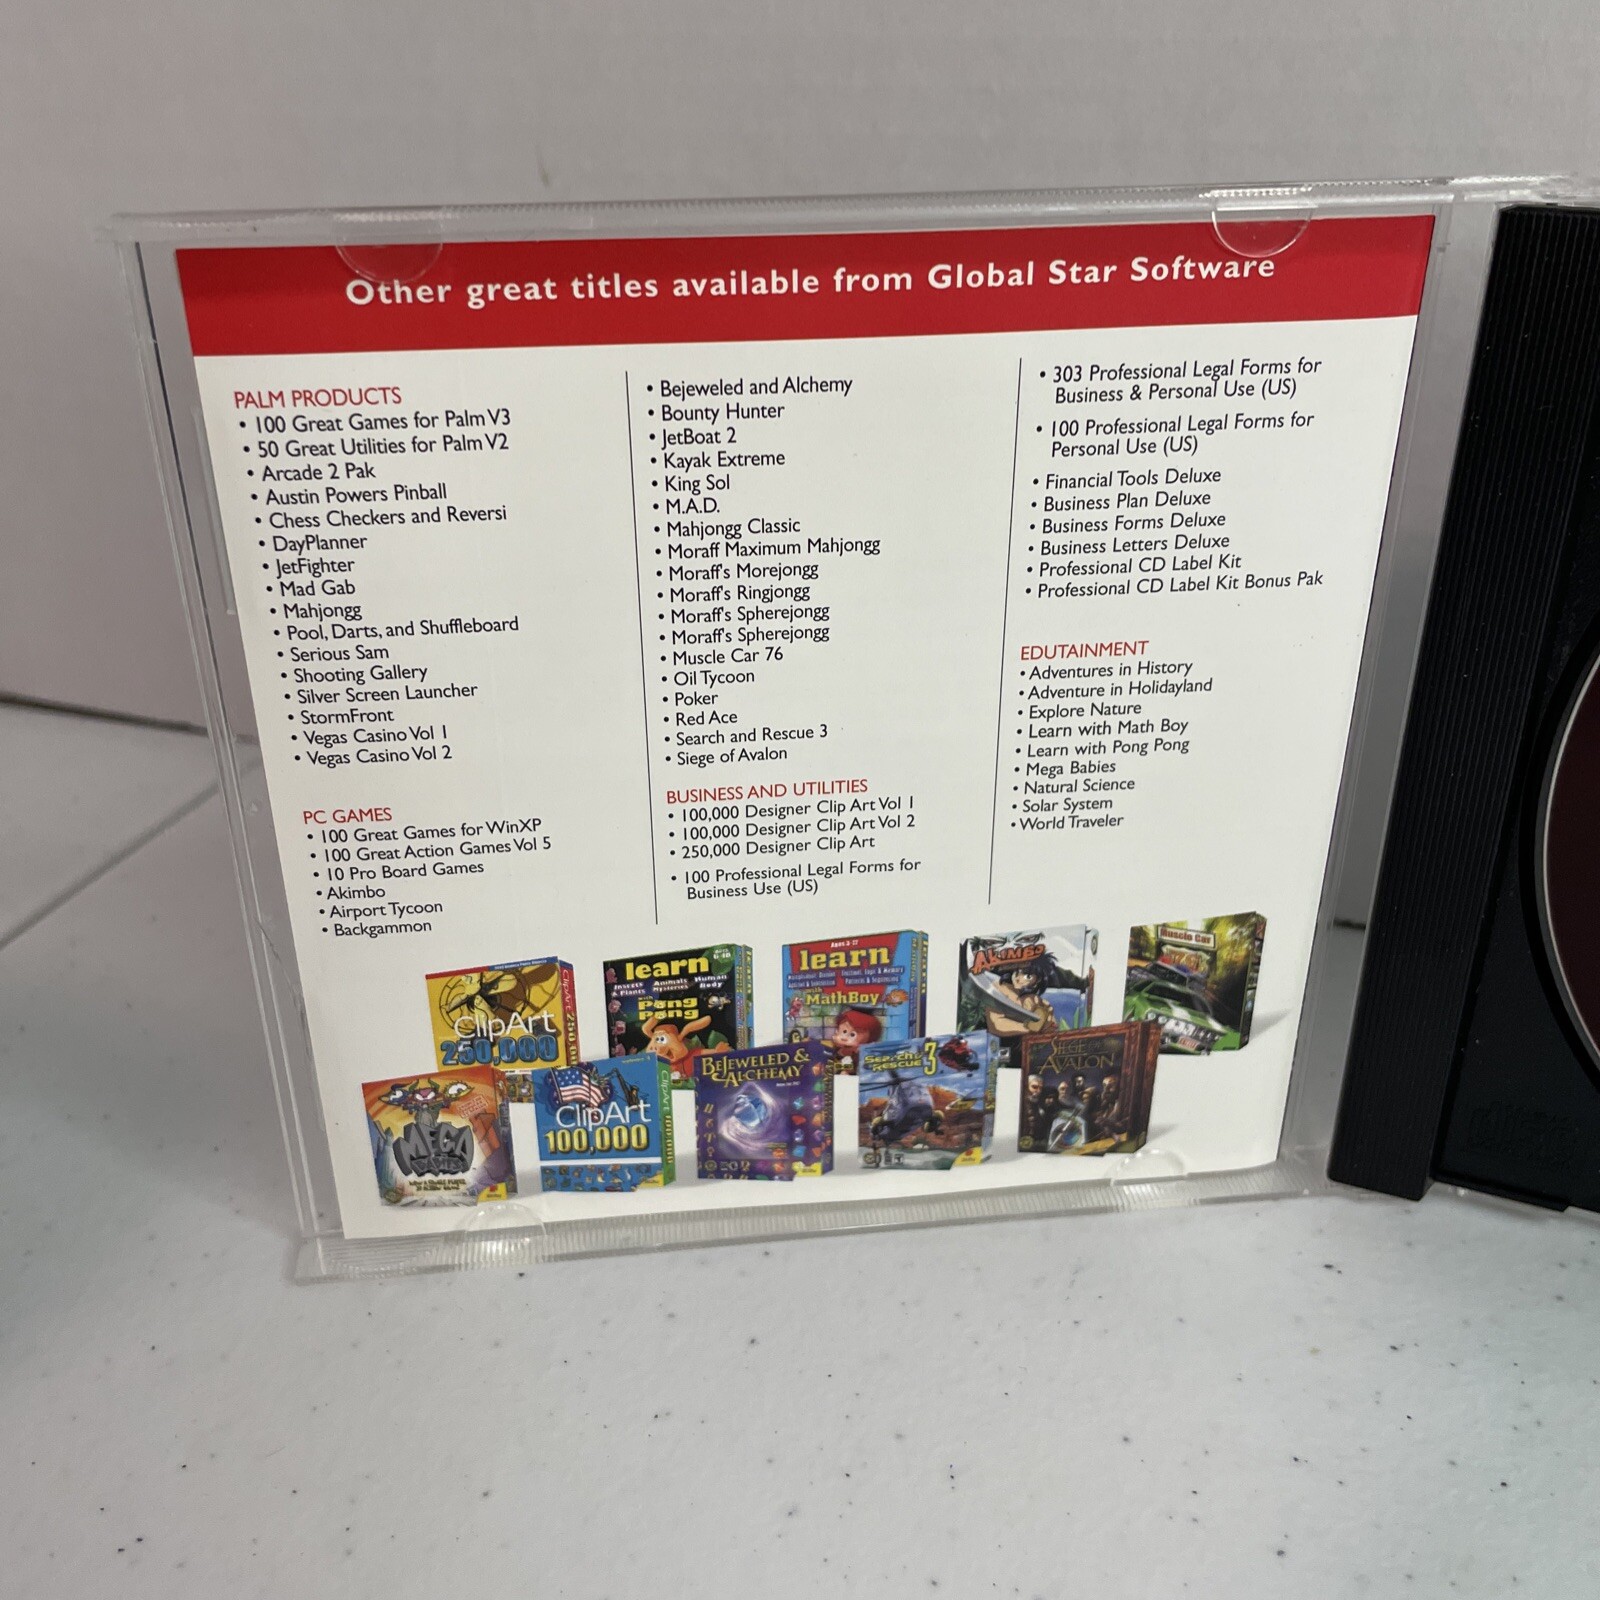 Other great titles available from Global Star Software
PALM PRODUCTS
• 100 Great Games for Palm V3
• 50 Great Utilities for Palm V2
• Arcade 2 Pak
• Austin Powers Pinball
• Chess Checkers and Reversi
• DayPlanner
• JetFighter
• Mad Gab
• Mahjongg
• Pool, Darts, and Shuffleboard
• Serious Sam
• Shooting Gallery
• Silver Screen Launcher
• StormFront
• Vegas Casino Vol 1
• Vegas Casino Vol 2
PC GAMES
• 100 Great Games for WinXP
• 100 Great Action Games Vol 5
• 10 Pro Board Games
• Akimbo
• Airport Tycoon
• Backgammon
• Bejeweled and Alchemy
• Bounty Hunter
• JetBoat 2
• Kayak Extreme
• King Sol
• M.A.D.
• Mahjongg Classic
• Moraff Maximum Mahjongg
• Moraff's Morejongg
• Moraff's Ringjongg
• Moraff's Spherejongg
• Moraff's Spherejongg
• Muscle Car 76
• Oil Tycoon
• Poker
• Red Ace
• Search and Rescue 3
• Siege of Avalon
BUSINESS AND UTILITIES
• 100,000 Designer Clip Art Vol 1
• 100,000 Designer Clip Art Vol 2
• 250,000 Designer Clip Art
• 100 Professional Legal Forms for
Business Use (US)
• 303 Professional Legal Forms for
Business & Personal Use (US)
• 100 Professional Legal Forms for
Personal Use (US)
• Financial Tools Deluxe
• Business Plan Deluxe
• Business Forms Deluxe
• Business Letters Deluxe
• Professional CD Label Kit
• Professional CD Label Kit Bonus Pak
EDUTAINMENT
• Adventures in History
• Adventure in Holidayland
• Explore Nature
• Learn with Math Boy
• Learn with Pong Pong
• Mega Babies
• Natural Science
• Solar System
• World Traveler
ClipArt
250,000
learn
Insects & Plants Animals Mysteries Human Body
with
Pong
Pong
learn
with
MathBoy
AKIMBO
Muscle Car
MEGA
BABIES
ClipArt
100,000
BEJEWELED &
ALCHEMY
Search &
RESCUE 3
SIEGE OF
AVALON